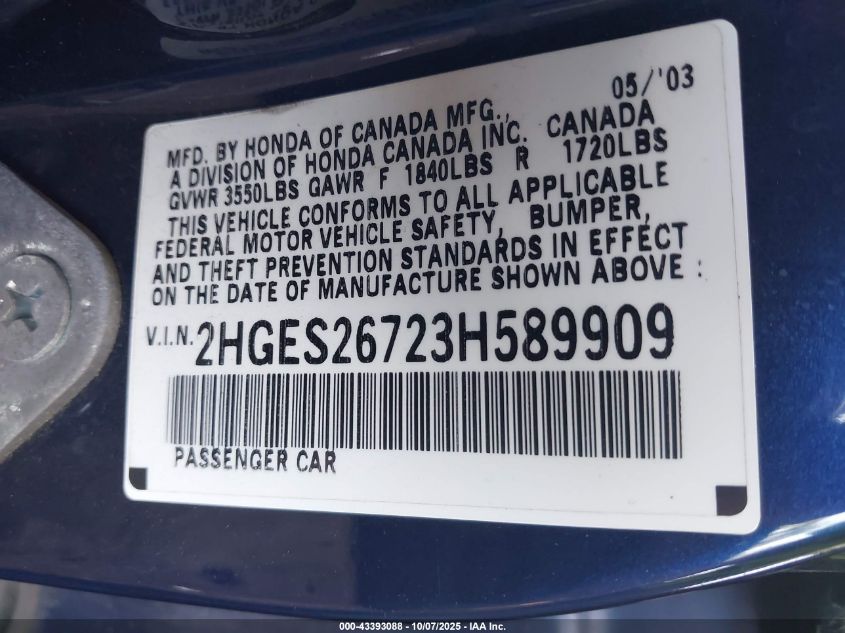 05/'03
MFD. BY HONDA OF CANADA MFG.,
A DIVISION OF HONDA CANADA INC. CANADA
GVWR 3550LBS GAWR F 1840LBS R 1720LBS
THIS VEHICLE CONFORMS TO ALL APPLICABLE
FEDERAL MOTOR VEHICLE SAFETY, BUMPER,
AND THEFT PREVENTION STANDARDS IN EFFECT
ON THE DATE OF MANUFACTURE SHOWN ABOVE :
V.I.N. 2HGES26723H589909
PASSENGER CAR
000-43393088 - 10/07/2025 - IAA Inc.